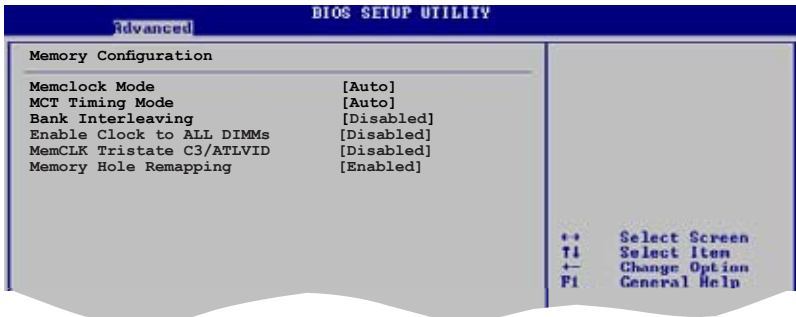 BIOS SETUP UTILITY
Advanced
Memory Configuration
Memclock Mode [Auto]
MCT Timing Mode [Auto]
Bank Interleaving [Disabled]
Enable Clock to ALL DIMMs [Disabled]
MemCLK Tristate C3/ATLVID [Disabled]
Memory Hole Remapping [Enabled]
↔ Select Screen
↑↓ Select Item
+- Change Option
F1 General Help